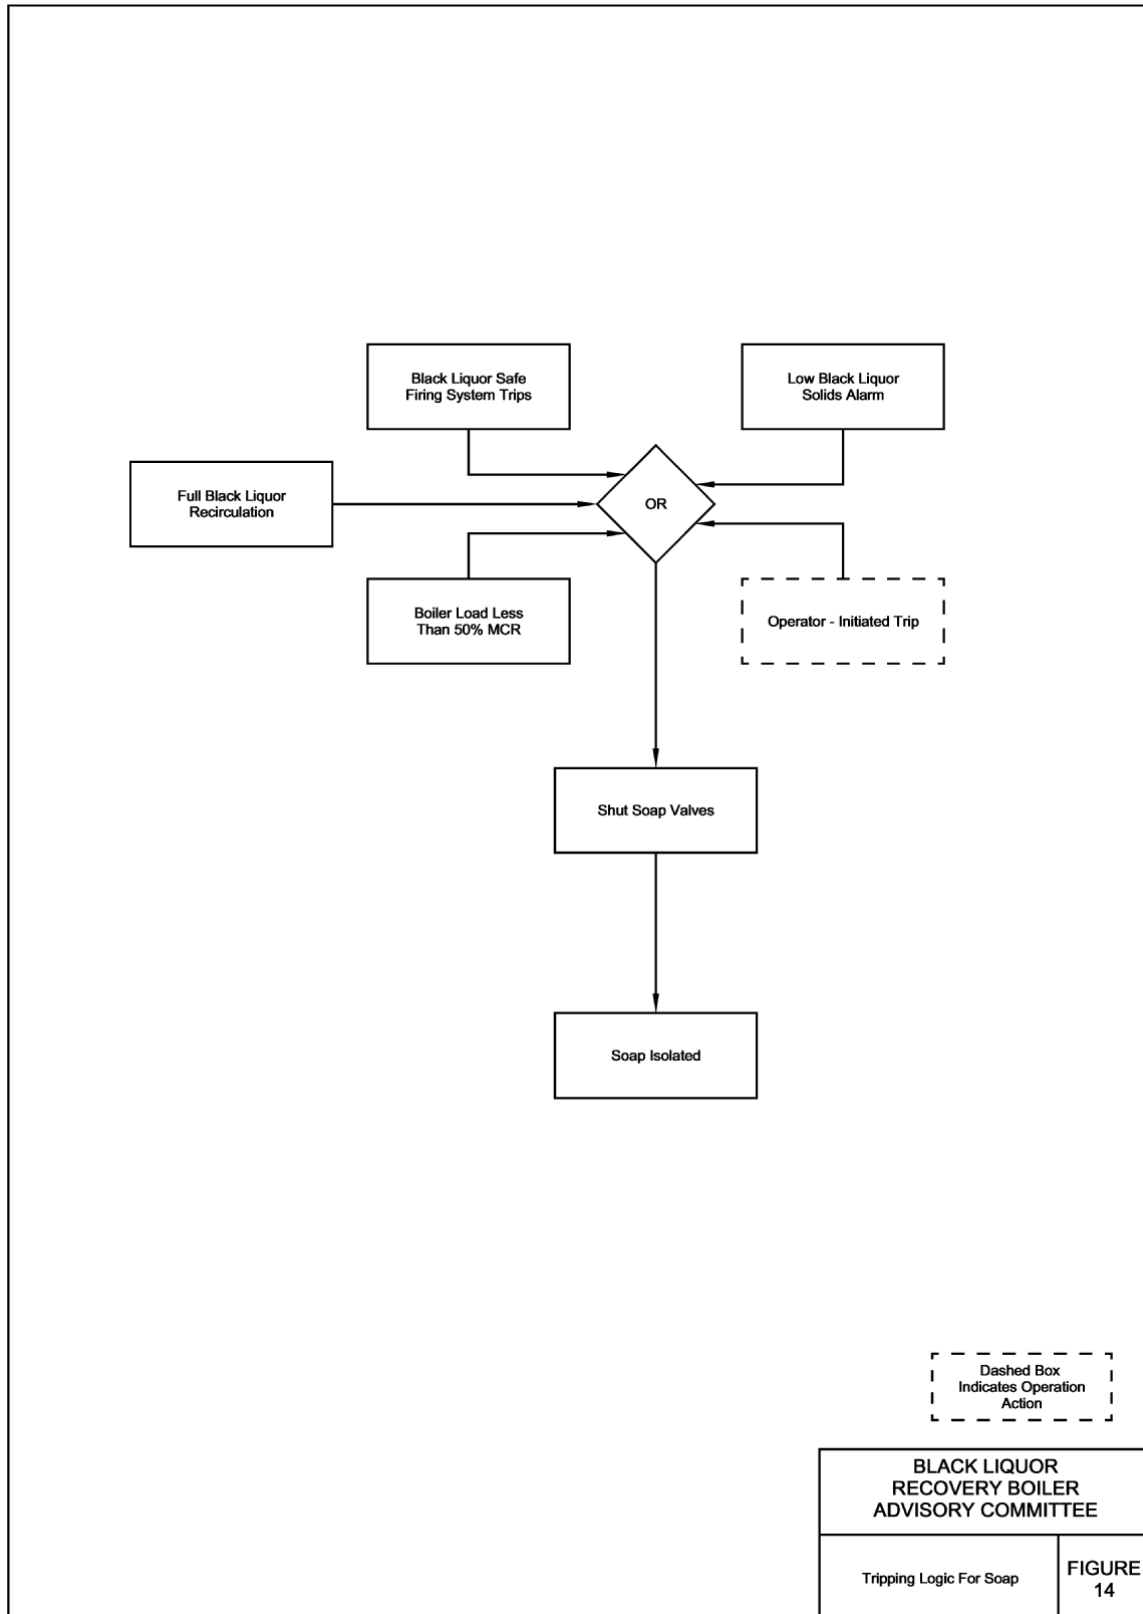 Black Liquor Safe
Firing System Trips
Low Black Liquor
Solids Alarm
Full Black Liquor
Recirculation
OR
Boiler Load Less
Than 50% MCR
Operator - Initiated Trip
Shut Soap Valves
Soap Isolated
Dashed Box
Indicates Operation
Action
BLACK LIQUOR
RECOVERY BOILER
ADVISORY COMMITTEE
Tripping Logic For Soap
FIGURE
14